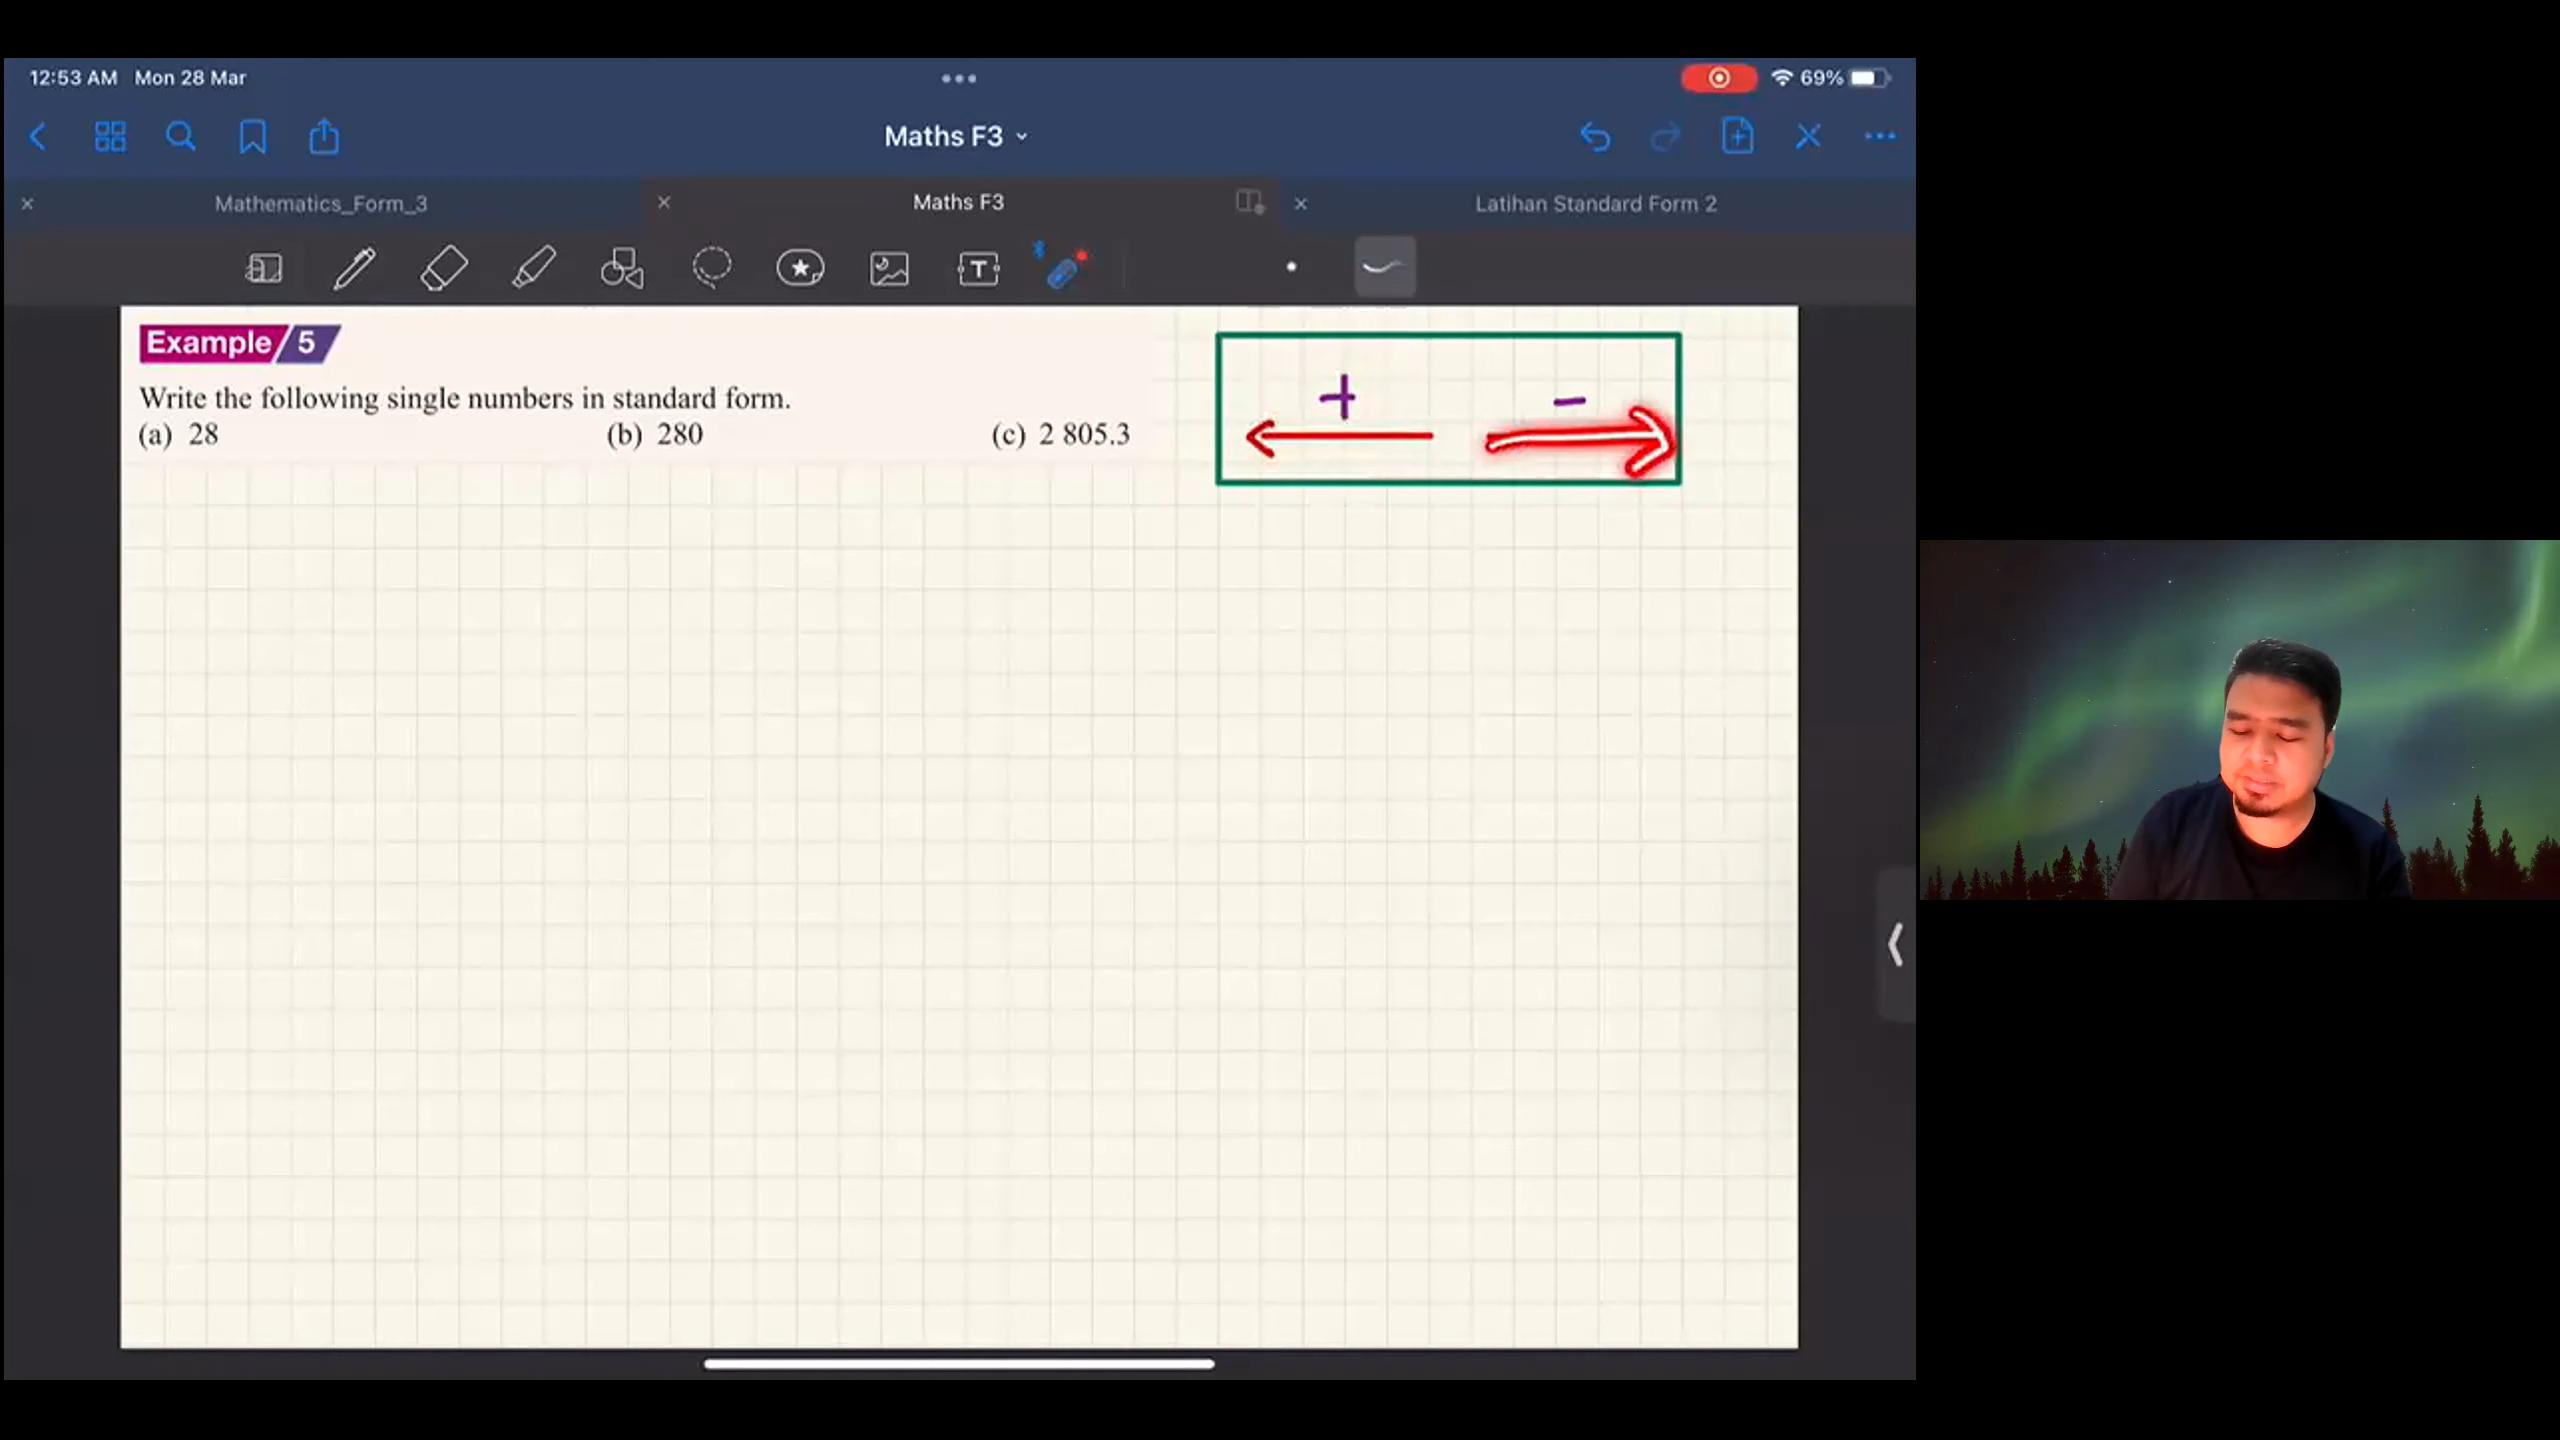 12:53 AM Mon 28 Mar
69%
Maths F3
Mathematics_Form_3
Maths F3
Latihan Standard Form 2
T
Example 5
Write the following single numbers in standard form.
(a) 28 (b) 280 (c) 2 805.3
+ −